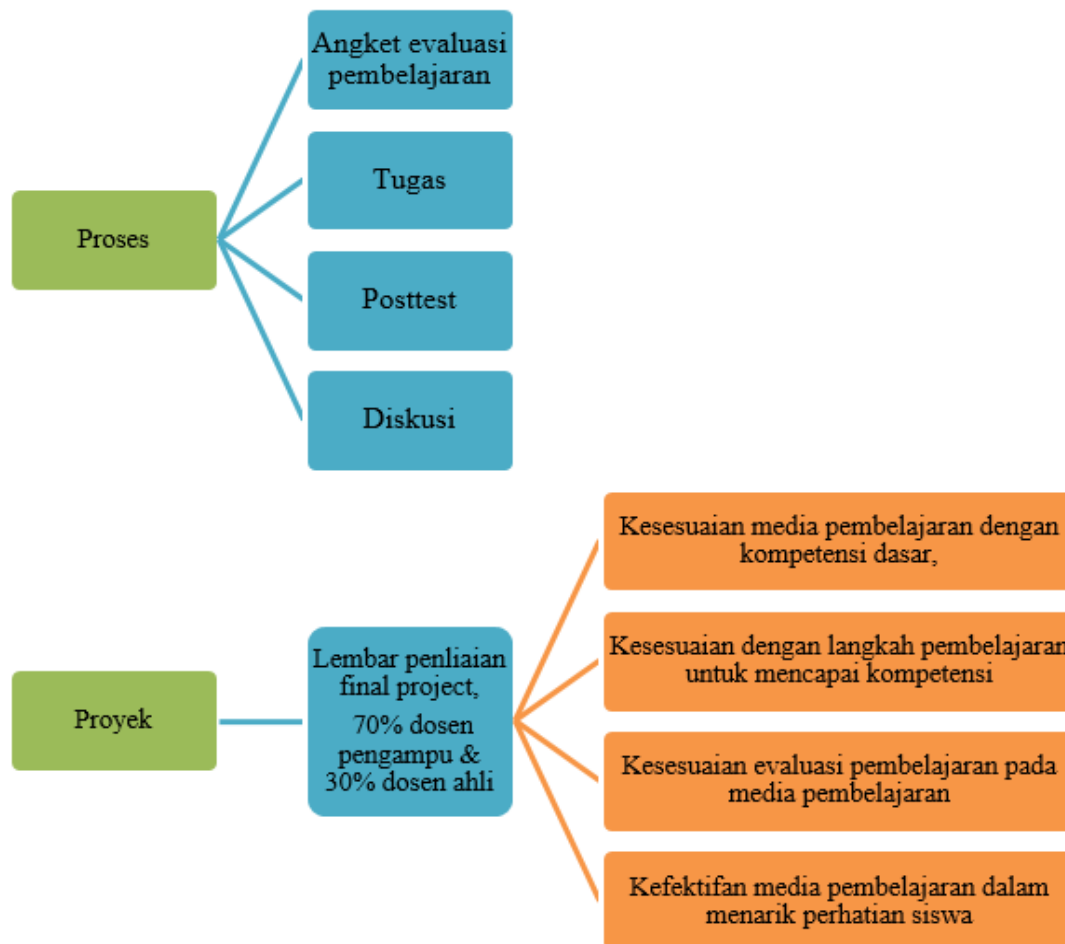 Angket evaluasi
pembelajaran
Tugas
Proses
Posttest
Diskusi
Kesesuaian media pembelajaran dengan
kompetensi dasar,
Kesesuaian dengan langkah pembelajaran
untuk mencapai kompetensi
Lembar penliaian
final project,
70% dosen
pengampu &
30% dosen ahli
Proyek
Kesesuaian evaluasi pembelajaran pada
media pembelajaran
Kefektifan media pembelajaran dalam
menarik perhatian siswa